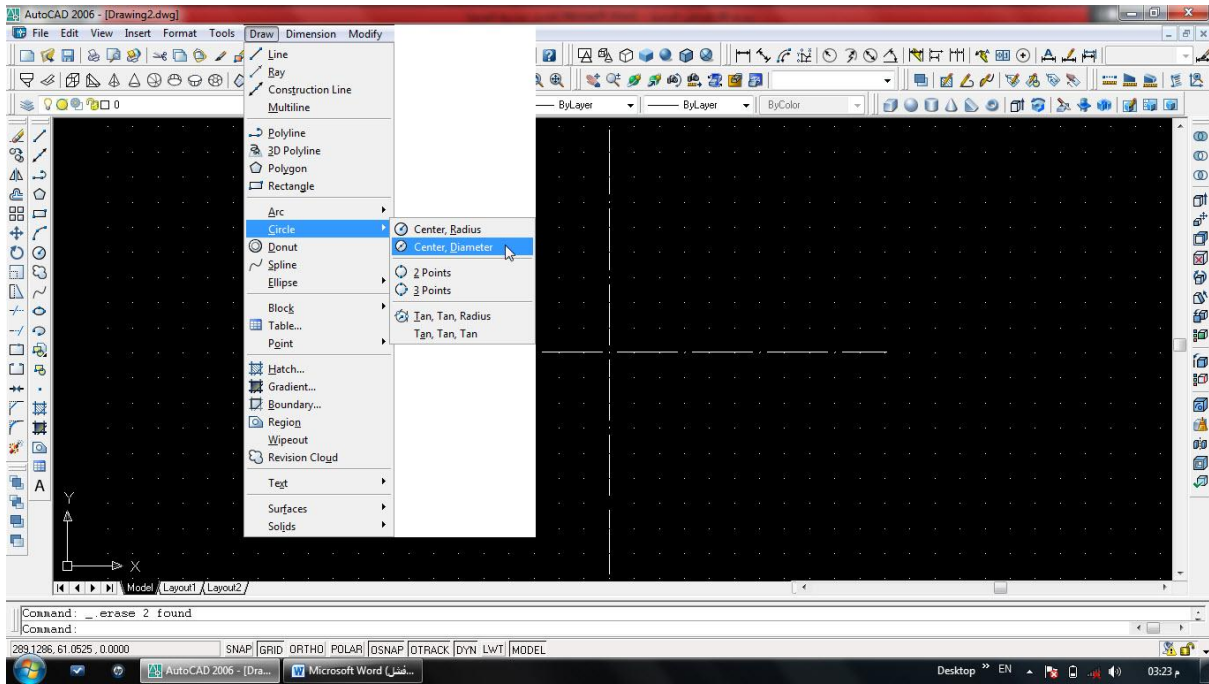 AutoCAD 2006 - [Drawing2.dwg]
File Edit View Insert Format Tools Draw Dimension Modify
Line
Ray
Construction Line
Multiline
Polyline
3D Polyline
Polygon
Rectangle
Arc
Circle
Donut
Spline
Ellipse
Block
Table...
Point
Hatch...
Gradient...
Boundary...
Region
Wipeout
Revision Cloud
Text
Surfaces
Solids
Center, Radius
Center, Diameter
2 Points
3 Points
Tan, Tan, Radius
Tan, Tan, Tan
0
ByLayer ByLayer ByColor
A
Y
X
Model Layout1 Layout2
Command: _.erase 2 found
Command:
289.1286, 61.0525, 0.0000 SNAP GRID ORTHO POLAR OSNAP OTRACK DYN LWT MODEL
AutoCAD 2006 - [Dra... Microsoft Word Desktop EN 03:23 م